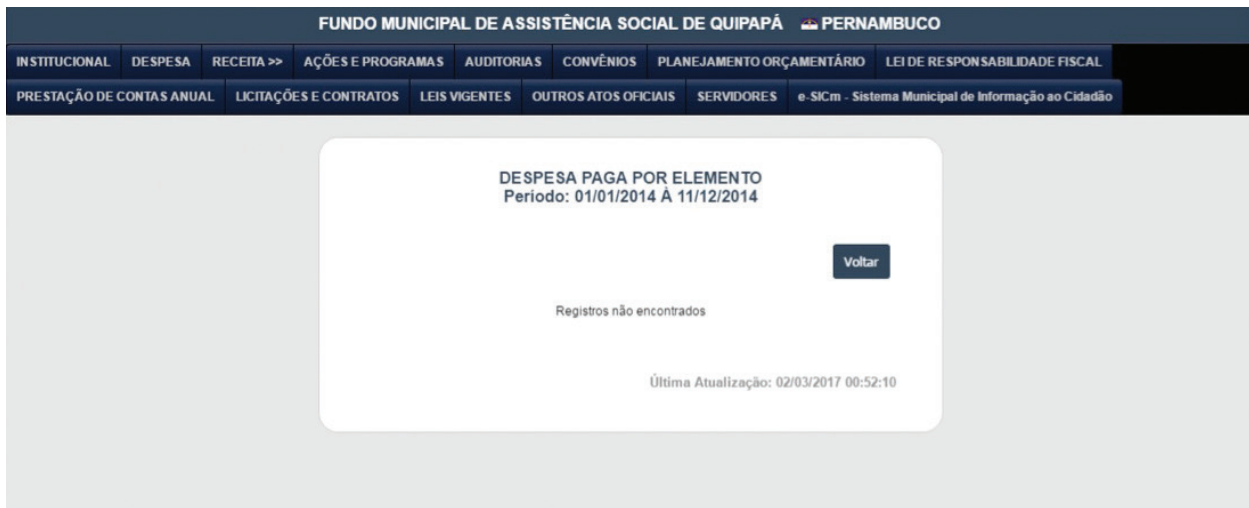 FUNDO MUNICIPAL DE ASSISTÊNCIA SOCIAL DE QUIPAPÁ PERNAMBUCO
INSTITUCIONAL DESPESA RECEITA >> AÇÕES E PROGRAMAS AUDITORIAS CONVÊNIOS PLANEJAMENTO ORÇAMENTÁRIO LEI DE RESPONSABILIDADE FISCAL
PRESTAÇÃO DE CONTAS ANUAL LICITAÇÕES E CONTRATOS LEIS VIGENTES OUTROS ATOS OFICIAIS SERVIDORES e-SICm - Sistema Municipal de Informação ao Cidadão
DESPESA PAGA POR ELEMENTO
Periodo: 01/01/2014 À 11/12/2014
Voltar
Registros não encontrados
Última Atualização: 02/03/2017 00:52:10